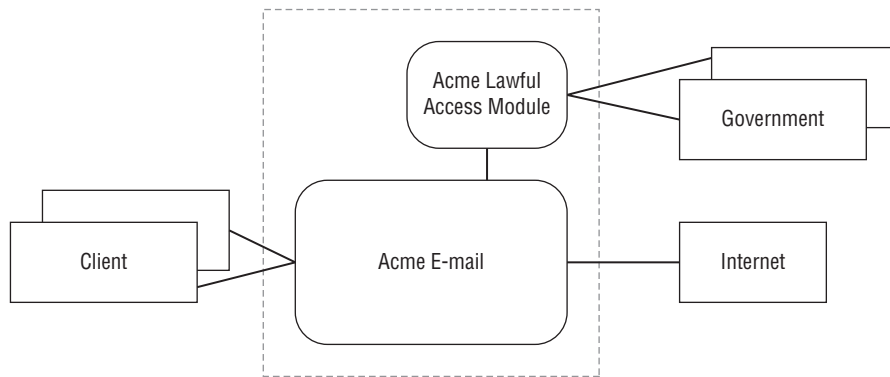 Acme Lawful
Access Module
Government
Client
Acme E-mail
Internet